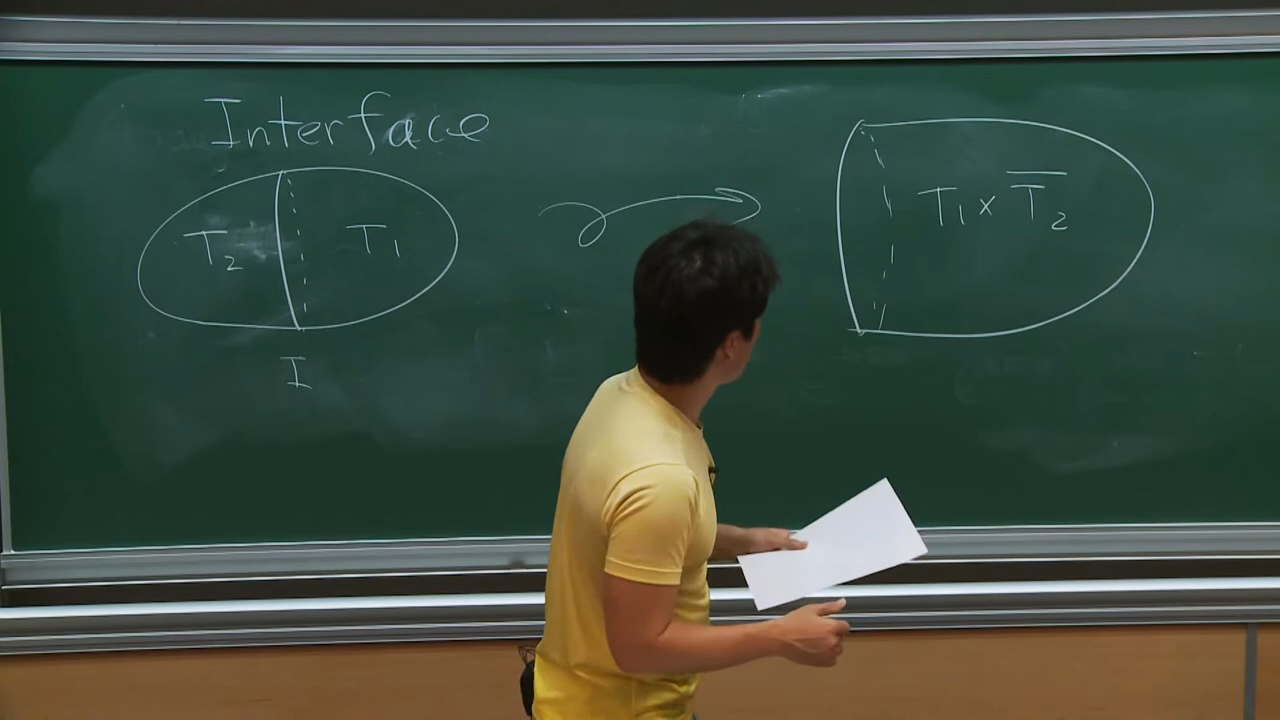 Interface
T₂ T₁
I
T₁ × T̅₂